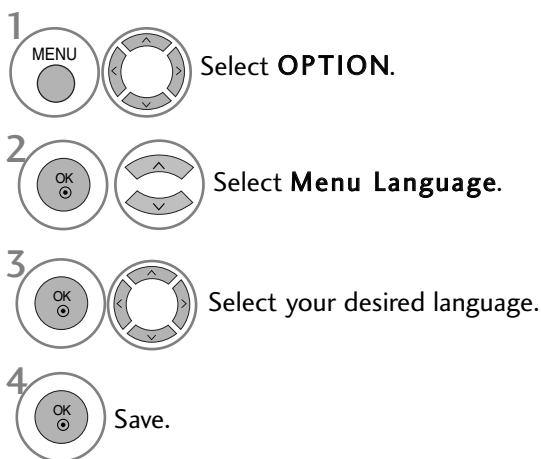 1
MENU
Select OPTION.
2
OK
Select Menu Language.
3
OK
Select your desired language.
4
OK
Save.